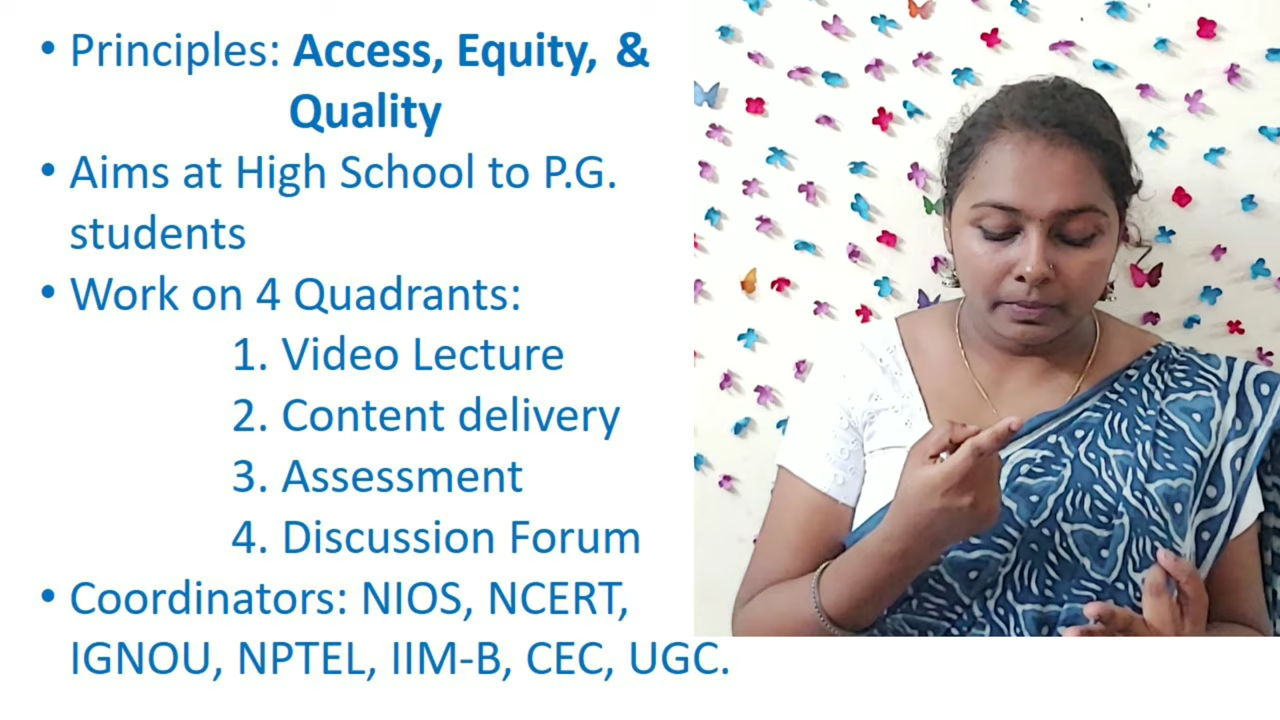 • Principles: Access, Equity, &
Quality
• Aims at High School to P.G.
students
• Work on 4 Quadrants:
1. Video Lecture
2. Content delivery
3. Assessment
4. Discussion Forum
• Coordinators: NIOS, NCERT,
IGNOU, NPTEL, IIM-B, CEC, UGC.